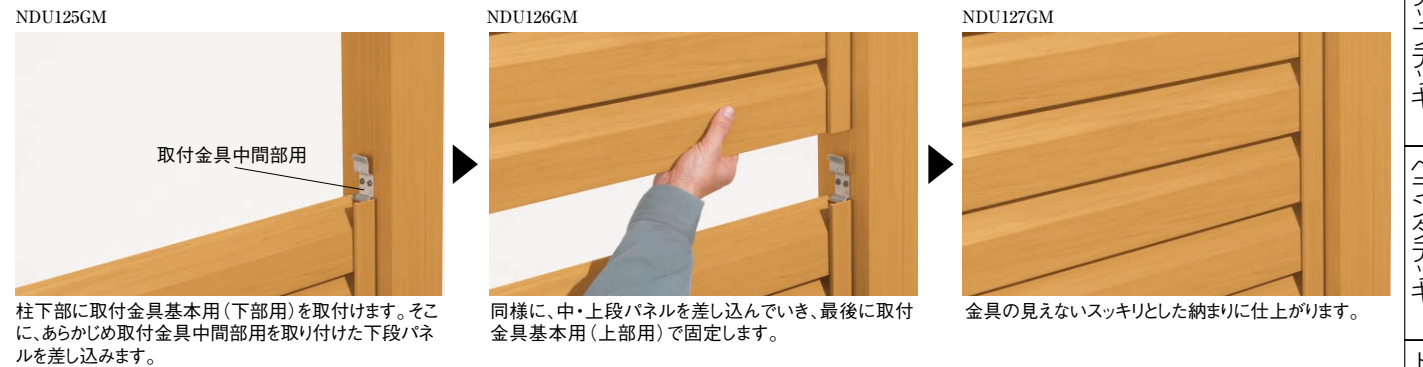 NDU125GM
取付金具中間部用
柱下部に取付金具基本用(下部用)を取付けます。そこ
に、あらかじめ取付金具中間部用を取り付けた下段パネ
ルを差し込みます。
NDU126GM
同様に、中・上段パネルを差し込んでいき、最後に取付
金具基本用(上部用)で固定します。
NDU127GM
金具の見えないスッキリとした納まりに仕上がります。